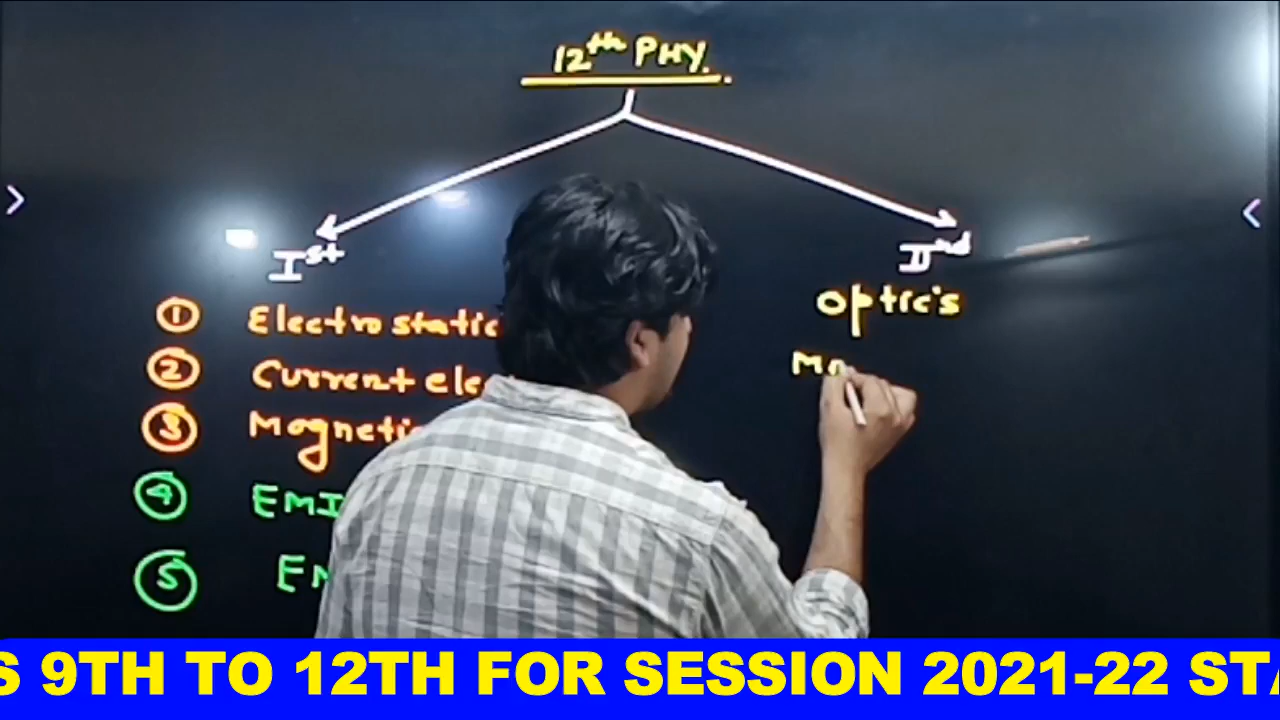 12th PHY.
Ist
① Electrostatic
② Current ele
③ Magneti
④ EMI
⑤ EM
IInd
Optic's
Mo
S 9TH TO 12TH FOR SESSION 2021-22 STA